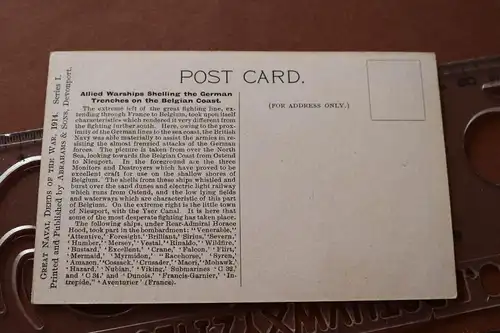 POST CARD.
(FOR ADDRESS ONLY.)
Great Naval Deeds of the War, 1914. Series I.
Printed and Published by Abrahams & Sons, Devonport.
Allied Warships Shelling the German
Trenches on the Belgian Coast.
The extreme left of the great fighting line, ex-
tending through France to Belgium, took upon itself
characteristics which rendered it very different from
the fighting further south. Here, owing to the prox-
imity of the German lines to the sea coast, the British
Navy was able materially to assist the armies in re-
sisting the almost frenzied attacks of the German
forces. The picture is taken from over the North
Sea, looking towards the Belgian Coast from Ostend
to Nieuport. In the foreground are the three
Monitors and Destroyers which have proved to be
excellent craft for use on the shallow shores of
Belgium. The shells from these ships whistled and
burst over the sand dunes and electric light railway
which runs from Ostend, and the low lying fields
and waterways which are characteristic of this part
of Belgium. On the extreme right is the little town
of Nieuport, with the Yser Canal. It is here that
some of the most desperate fighting has taken place.
The following ships, under Rear-Admiral Horace
Hood, took part in the bombardment: "Venerable,"
'Attentive,' Foresight,' 'Brilliant,' Sirius,' 'Severn,'
'Humber,' 'Mersey,' 'Vestal,' 'Rinaldo,' 'Wildfire,'
'Bustard,' 'Excellent,' 'Crane,' 'Falcon,' 'Flirt,'
'Mermaid,' 'Myrmidon,' "Racehorse,' 'Syren,'
'Amazon,' "Cossack,' Crusader,' 'Maori,' 'Mohawk,'
'Hazard,' 'Nubian,' 'Viking,' Submarines 'C 32,'
and 'C 34,' and 'Dunois,' 'Francis-Garnier,' 'In-
trepide,'" 'Aventurier' (France).